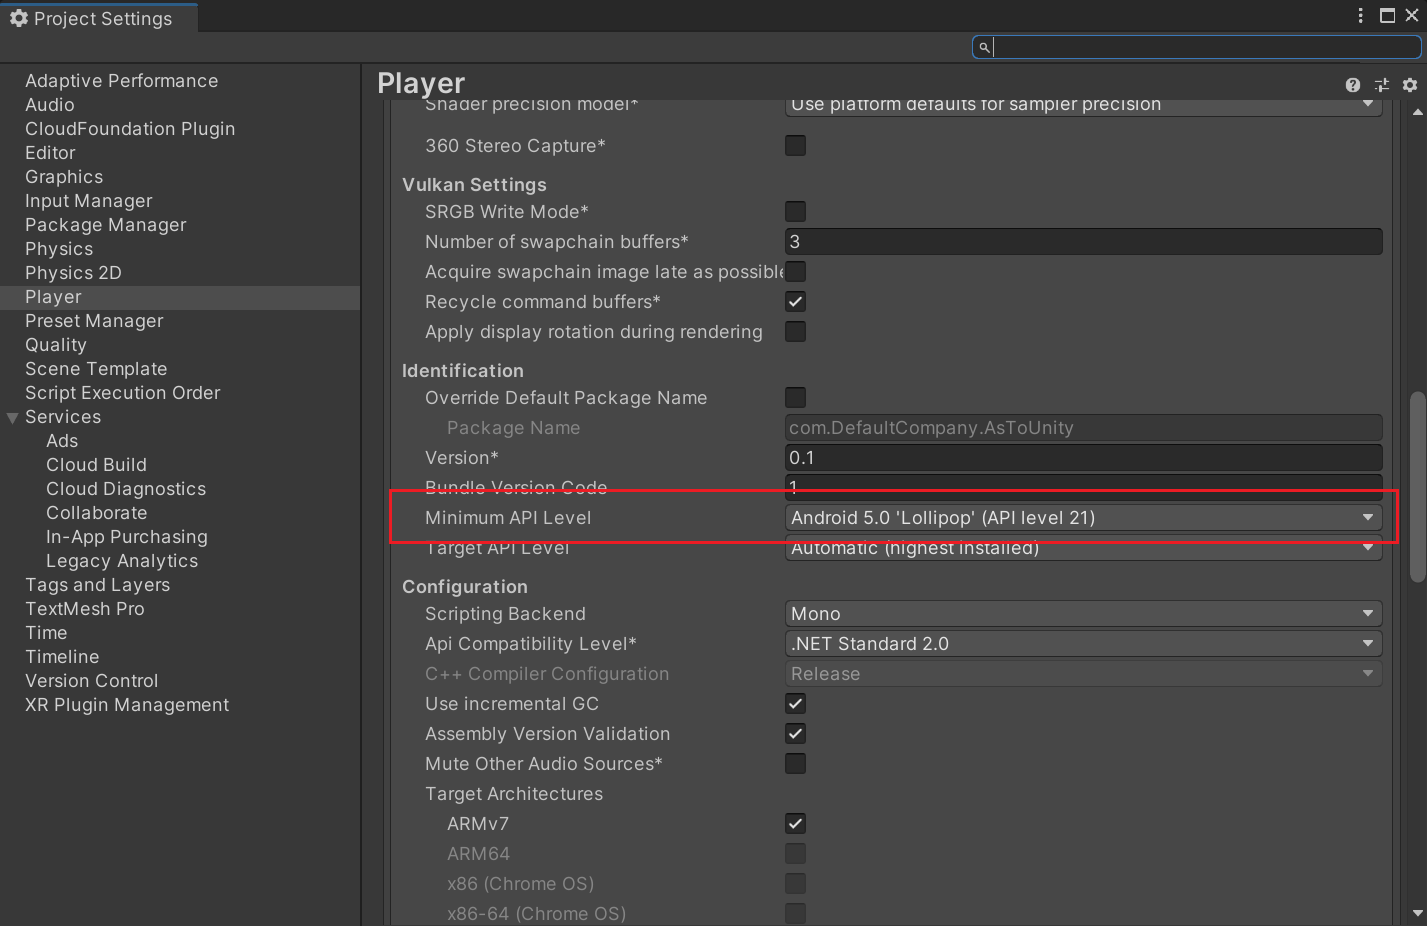 Project Settings
Adaptive Performance
Audio
CloudFoundation Plugin
Editor
Graphics
Input Manager
Package Manager
Physics
Physics 2D
Player
Preset Manager
Quality
Scene Template
Script Execution Order
Services
Ads
Cloud Build
Cloud Diagnostics
Collaborate
In-App Purchasing
Legacy Analytics
Tags and Layers
TextMesh Pro
Time
Timeline
Version Control
XR Plugin Management
Player
Shader precision model* Use platform defaults for sampler precision
360 Stereo Capture*
Vulkan Settings
SRGB Write Mode*
Number of swapchain buffers* 3
Acquire swapchain image late as possible
Recycle command buffers*
Apply display rotation during rendering
Identification
Override Default Package Name
Package Name com.DefaultCompany.AsToUnity
Version* 0.1
Bundle Version Code 1
Minimum API Level Android 5.0 'Lollipop' (API level 21)
Target API Level Automatic (highest installed)
Configuration
Scripting Backend Mono
Api Compatibility Level* .NET Standard 2.0
C++ Compiler Configuration Release
Use incremental GC
Assembly Version Validation
Mute Other Audio Sources*
Target Architectures
ARMv7
ARM64
x86 (Chrome OS)
x86-64 (Chrome OS)